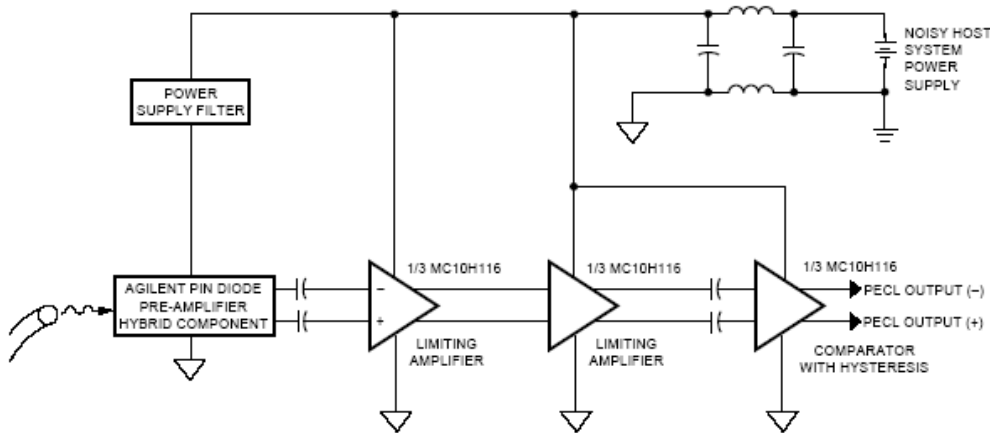 NOISY HOST
SYSTEM
POWER
SUPPLY
POWER
SUPPLY FILTER
1/3 MC10H116
1/3 MC10H116
1/3 MC10H116
AGILENT PIN DIODE
PRE-AMPLIFIER
HYBRID COMPONENT
−
+
PECL OUTPUT (–)
PECL OUTPUT (+)
LIMITING
AMPLIFIER
LIMITING
AMPLIFIER
COMPARATOR
WITH HYSTERESIS